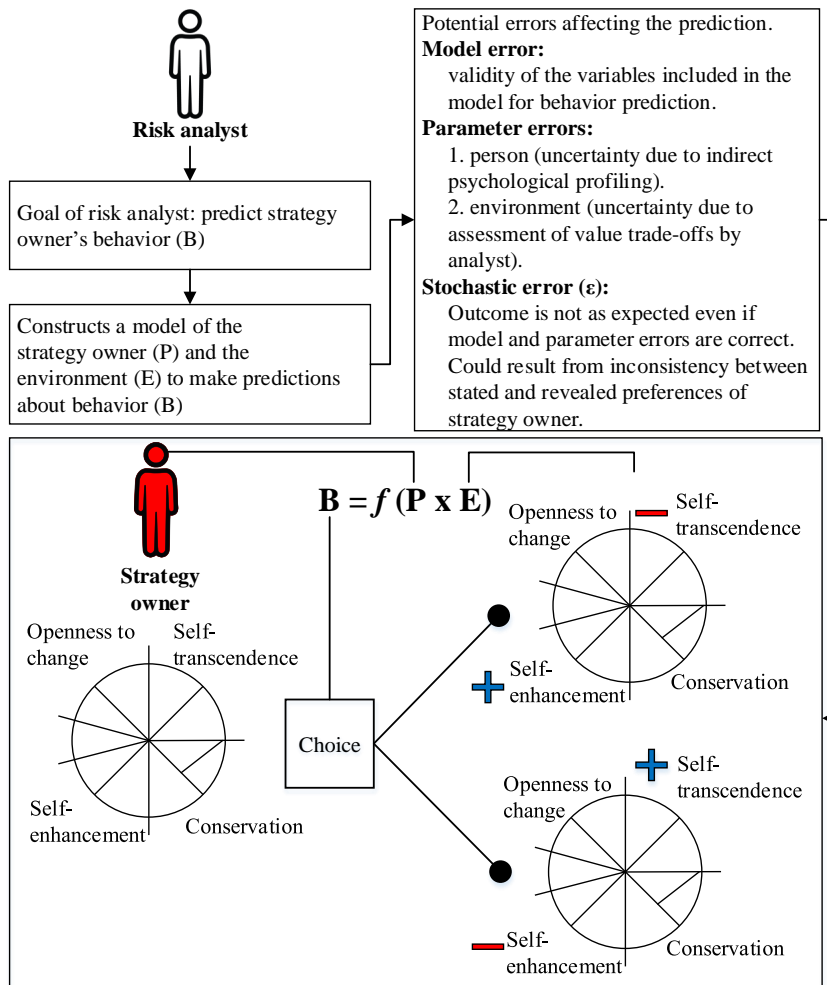 Risk analyst
Goal of risk analyst: predict strategy
owner's behavior (B)
Constructs a model of the
strategy owner (P) and the
environment (E) to make predictions
about behavior (B)
Potential errors affecting the prediction.
Model error:
validity of the variables included in the
model for behavior prediction.
Parameter errors:
1. person (uncertainty due to indirect
psychological profiling).
2. environment (uncertainty due to
assessment of value trade-offs by
analyst).
Stochastic error (ε):
Outcome is not as expected even if
model and parameter errors are correct.
Could result from inconsistency between
stated and revealed preferences of
strategy owner.
B = f (P x E)
Strategy
owner
Openness to
change
Self-
transcendence
Self-
enhancement
Conservation
Choice
Openness to
change
Self-
transcendence
Self-
enhancement
Conservation
Openness to
change
Self-
transcendence
Self-
enhancement
Conservation